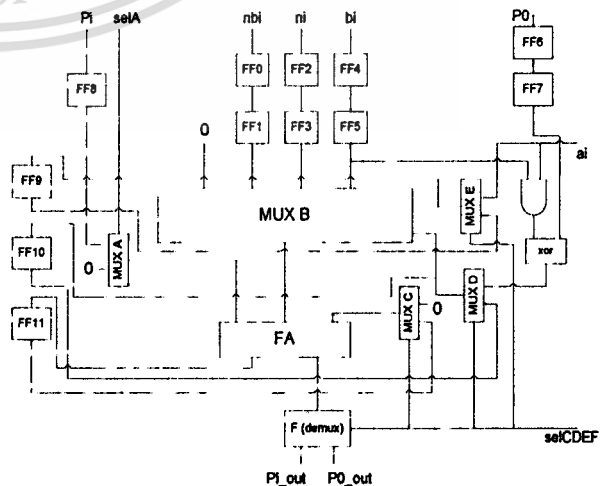 Pi selA nbi ni bi P0
FF8 FF0 FF2 FF4 FF6
FF7
0 FF1 FF3 FF5
ai
FF9
MUX B MUX E
FF10 0 MUX A xor
FF11 FA MUX C 0 MUX D
F (demux) selCDEF
Pi_out P0_out